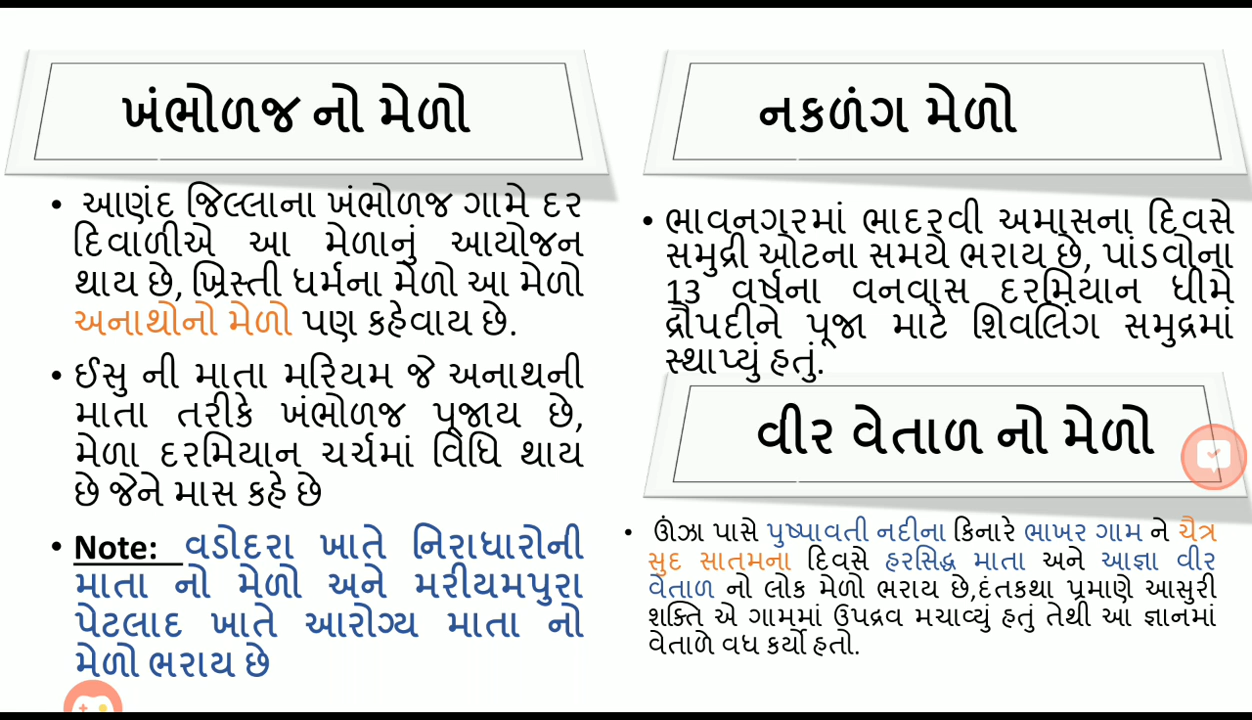 ખંભોળજ નો મેળો
• આણંદ જિલ્લાના ખંભોળજ ગામે દર
દિવાળીએ આ મેળાનું આયોજન
થાય છે, ખ્રિસ્તી ધર્મના મેળો આ મેળો
અનાથોનો મેળો પણ કહેવાય છે.
• ઈસુ ની માતા મરિયમ જે અનાથની
માતા તરીકે ખંભોળજ પૂજાય છે,
મેળા દરમિયાન ચર્ચમાં વિધિ થાય
છે જેને માસ કહે છે
• Note: વડોદરા ખાતે નિરાધારોની
માતા નો મેળો અને મરીયમપુરા
પેટલાદ ખાતે આરોગ્ય માતા નો
મેળો ભરાય છે
નકળંગ મેળો
• ભાવનગરમાં ભાદરવી અમાસના દિવસે
સમુદ્રી ઓટના સમયે ભરાય છે, પાંડવોના
13 વર્ષના વનવાસ દરમિયાન ધીમે
દ્રૌપદીને પૂજા માટે શિવલિંગ સમુદ્રમાં
સ્થાપ્યું હતું.
વીર વેતાળ નો મેળો
• ઊંઝા પાસે પુષ્પાવતી નદીના કિનારે ભાખર ગામ ને ચૈત્ર
સુદ સાતમના દિવસે હરસિદ્ધ માતા અને આજ્ઞા વીર
વેતાળ નો લોક મેળો ભરાય છે,દંતકથા પ્રમાણે આસુરી
શક્તિ એ ગામમાં ઉપદ્રવ મચાવ્યું હતું તેથી આ જ્ઞાનમાં
વેતાળે વધ કર્યો હતો.